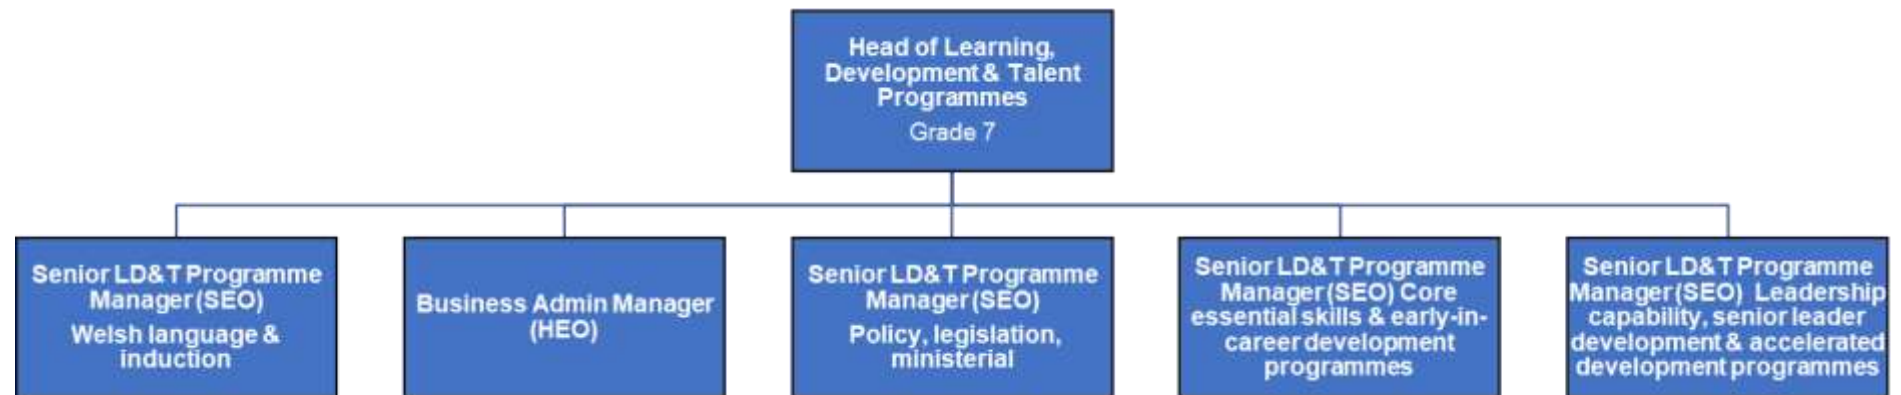 Head of Learning,
Development & Talent
Programmes
Grade 7
Senior LD&T Programme
Manager (SEO)
Welsh language &
induction
Business Admin Manager
(HEO)
Senior LD&T Programme
Manager (SEO)
Policy, legislation,
ministerial
Senior LD&T Programme
Manager (SEO) Core
essential skills & early-in-
career development
programmes
Senior LD&T Programme
Manager (SEO) Leadership
capability, senior leader
development & accelerated
development programmes